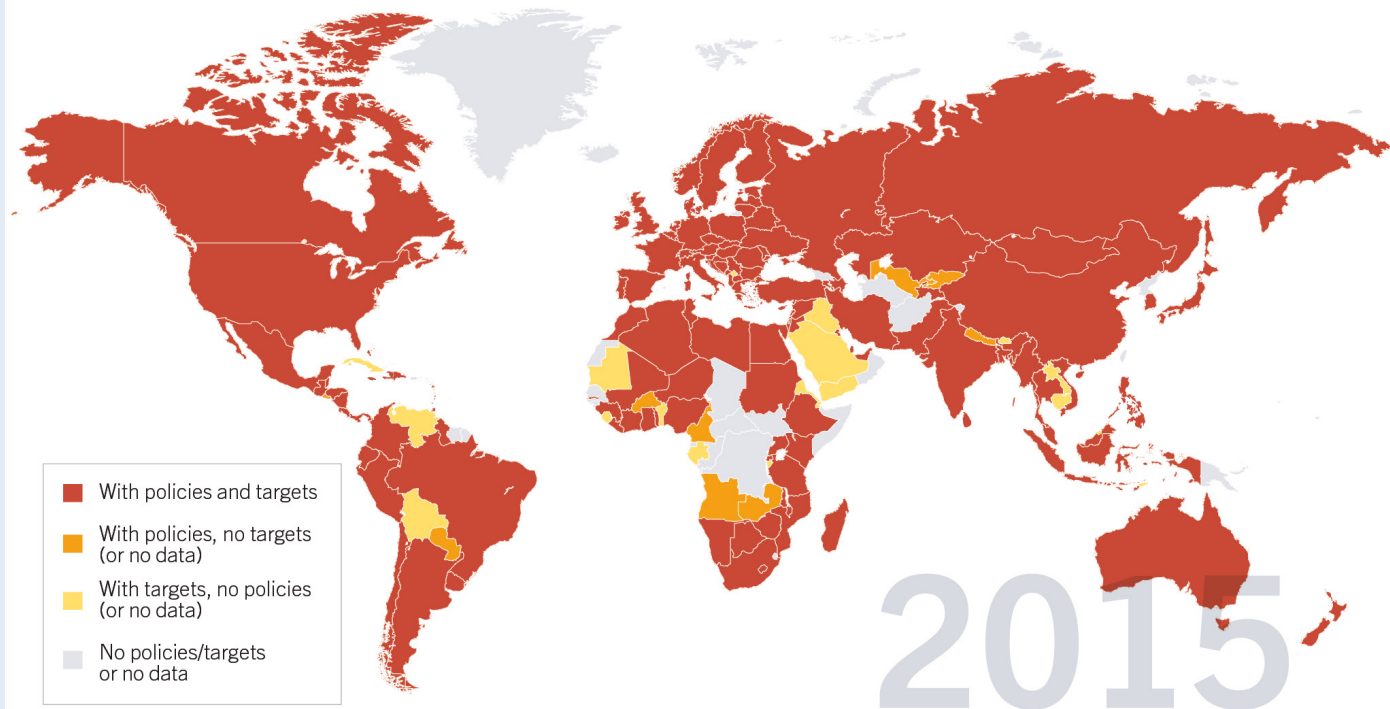 With policies and targets
With policies, no targets
(or no data)
With targets, no policies
(or no data)
No policies/targets
or no data
2015